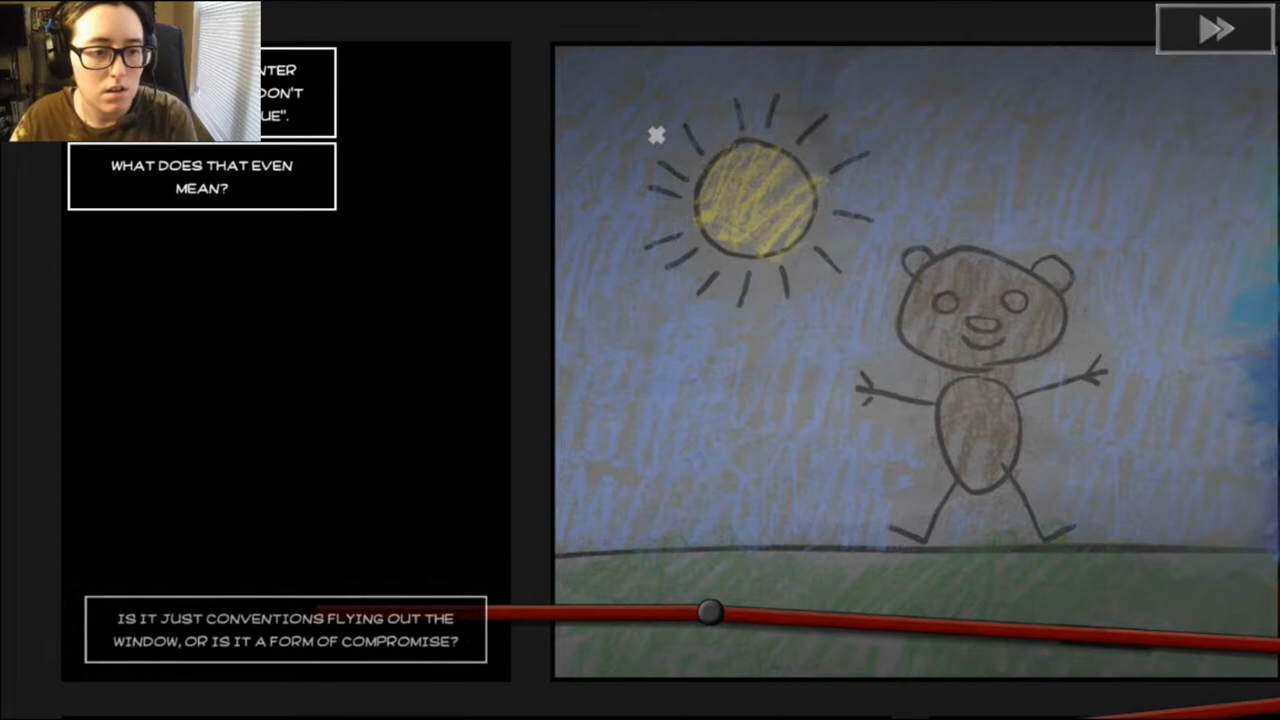 DON'T
WHAT DOES THAT EVEN
MEAN?
IS IT JUST CONVENTIONS FLYING OUT THE
WINDOW, OR IS IT A FORM OF COMPROMISE?